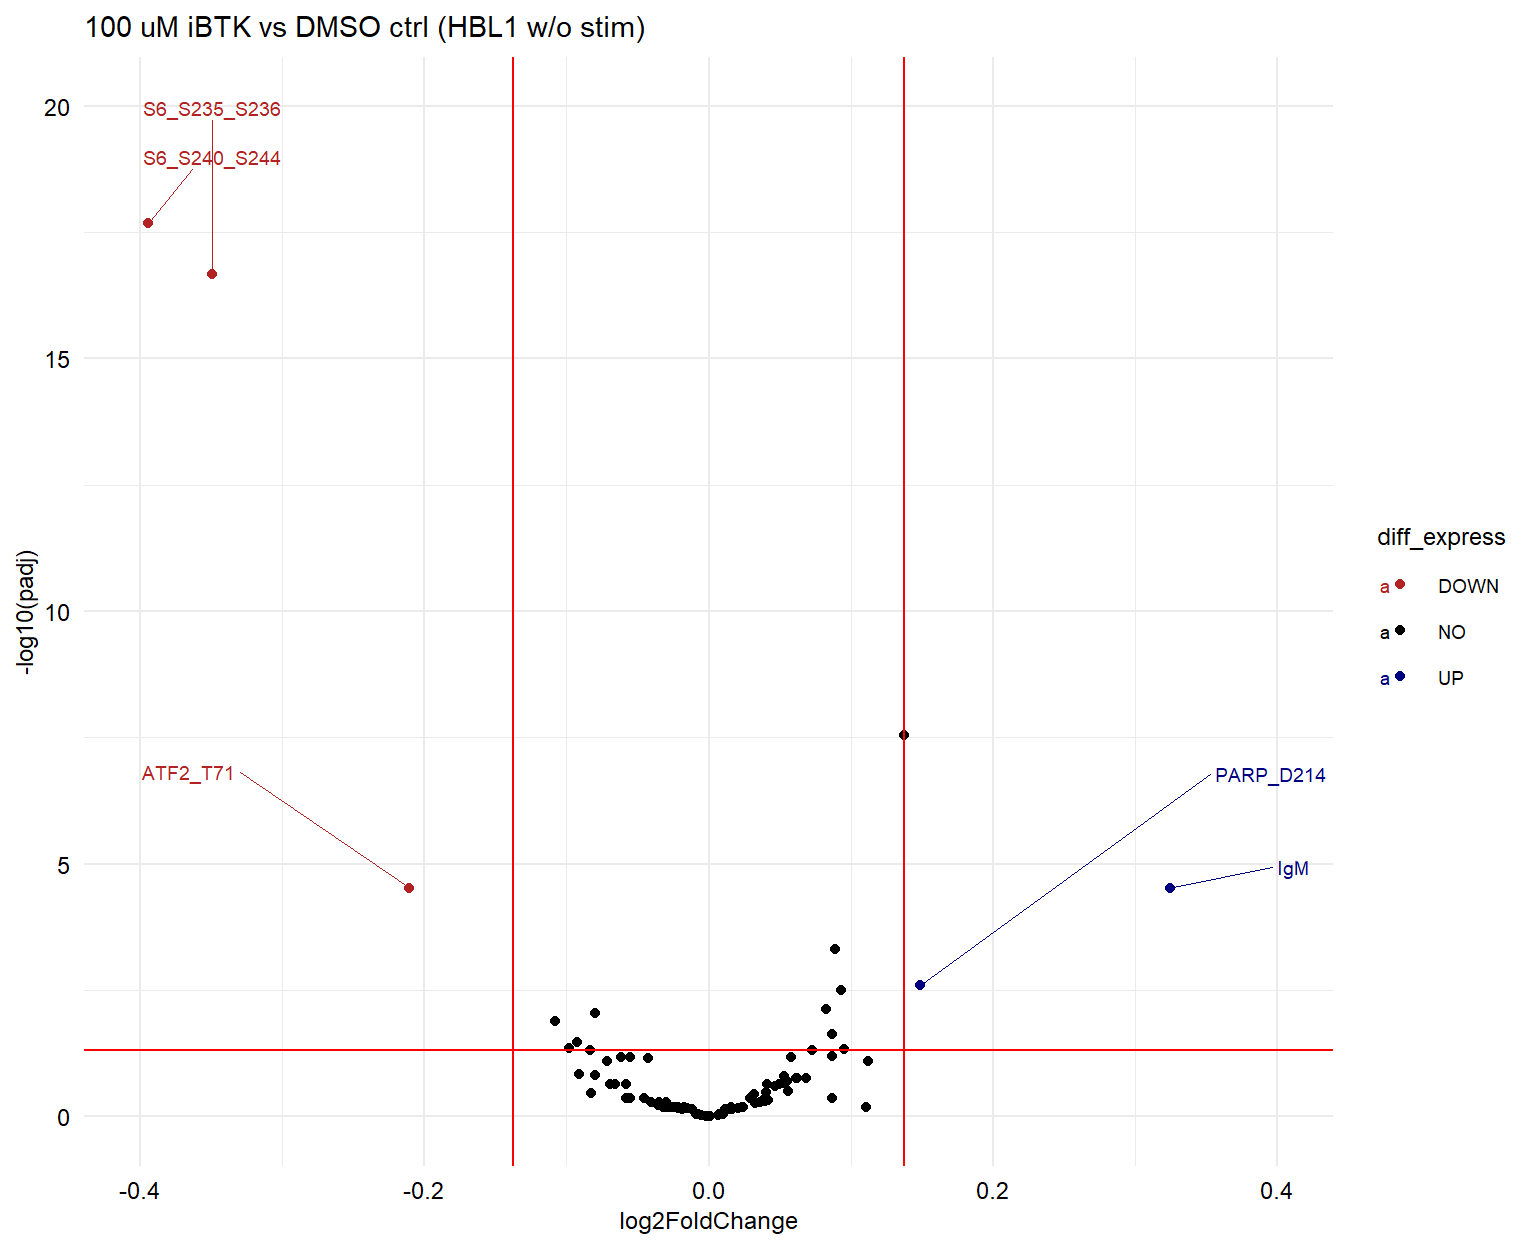 100 uM iBTK vs DMSO ctrl (HBL1 w/o stim)
20
S6_S235_S236
S6_S240_S244
15
10
-log10(padj)
diff_express
a DOWN
a NO
a UP
ATF2_T71
PARP_D214
5
IgM
0
-0.4 -0.2 0.0 0.2 0.4
log2FoldChange